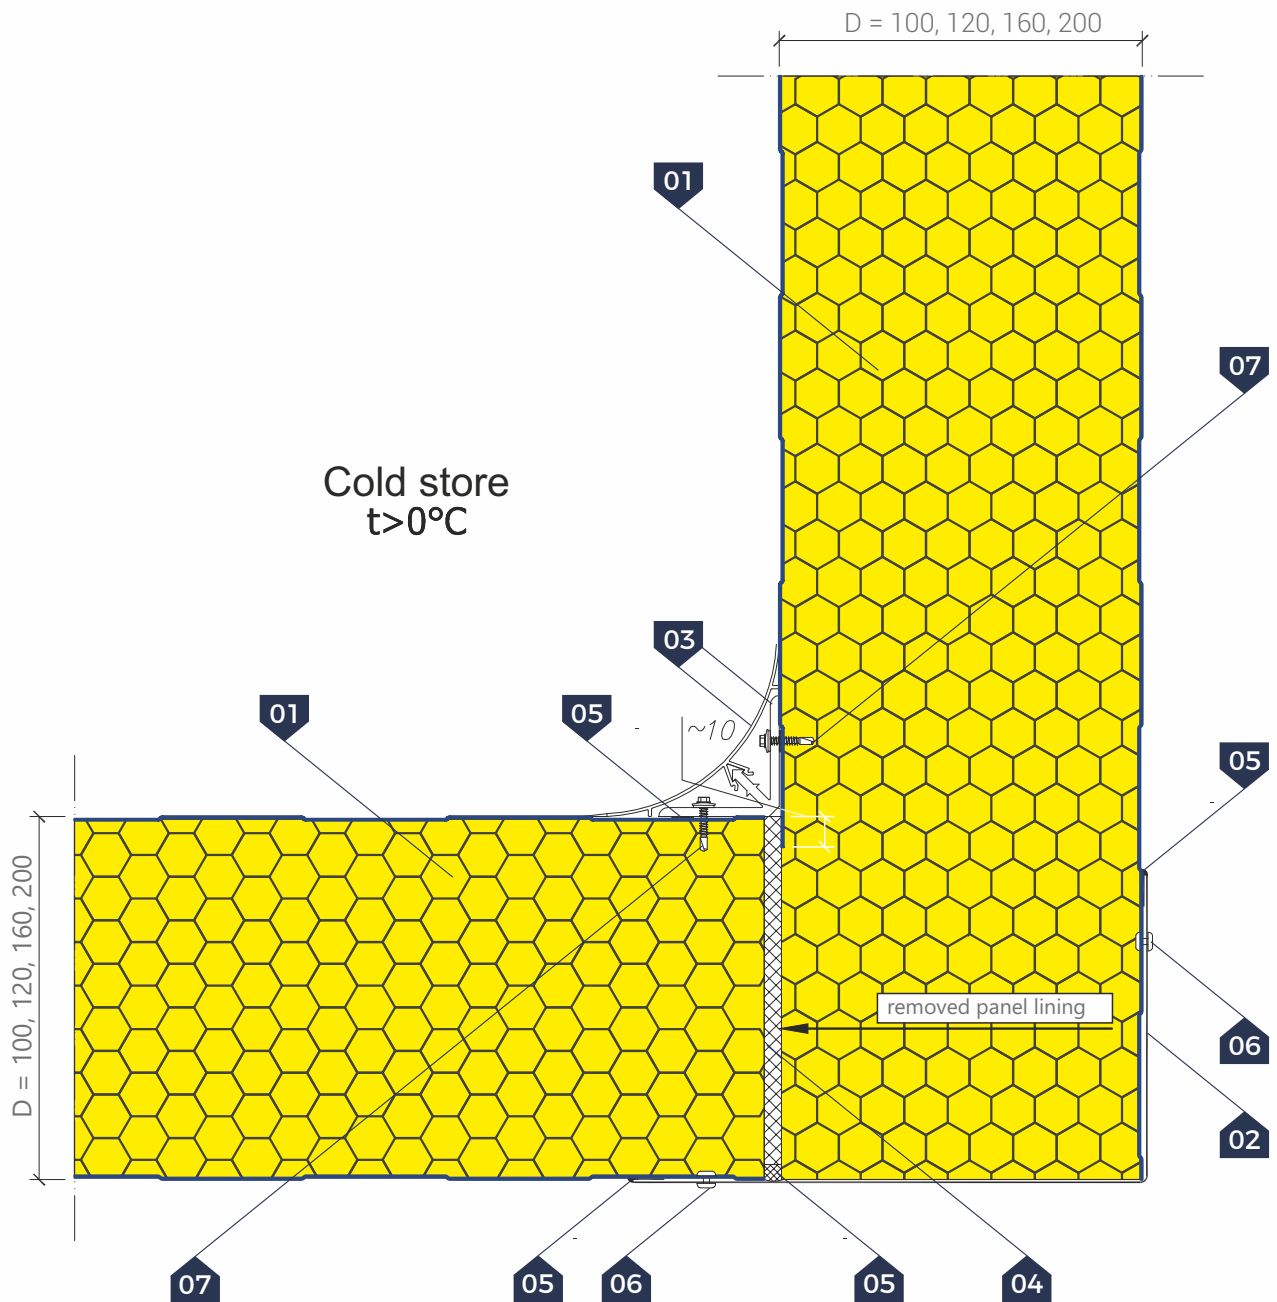 D = 100, 120, 160, 200
01
07
Cold store
t>0°C
03
01
05
~10
05
D = 100, 120, 160, 200
removed panel lining
06
02
07
05
06
05
04